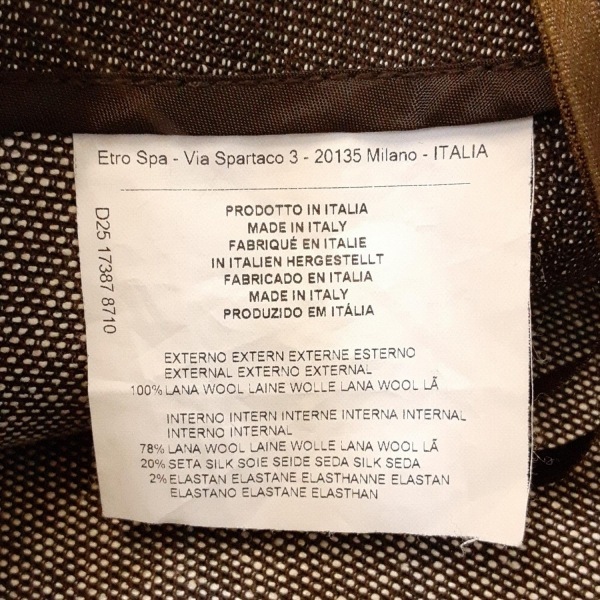 Etro Spa - Via Spartaco 3 - 20135 Milano - ITALIA
D25 17387 8710
PRODOTTO IN ITALIA
MADE IN ITALY
FABRIQUÉ EN ITALIE
IN ITALIEN HERGESTELLT
FABRICADO EN ITALIA
MADE IN ITALY
PRODUZIDO EM ITÁLIA
EXTERNO EXTERN EXTERNE ESTERNO
EXTERNAL EXTERNO EXTERNAL
100% LANA WOOL LAINE WOLLE LANA WOOL LÃ
INTERNO INTERN INTERNE INTERNA INTERNAL
INTERNO INTERNAL
78% LANA WOOL LAINE WOLLE LANA WOOL LÃ
20% SETA SILK SOIE SEIDE SEDA SILK SEDA
2% ELASTAN ELASTANE ELASTHANNE ELASTAN
ELASTANO ELASTANE ELASTHAN